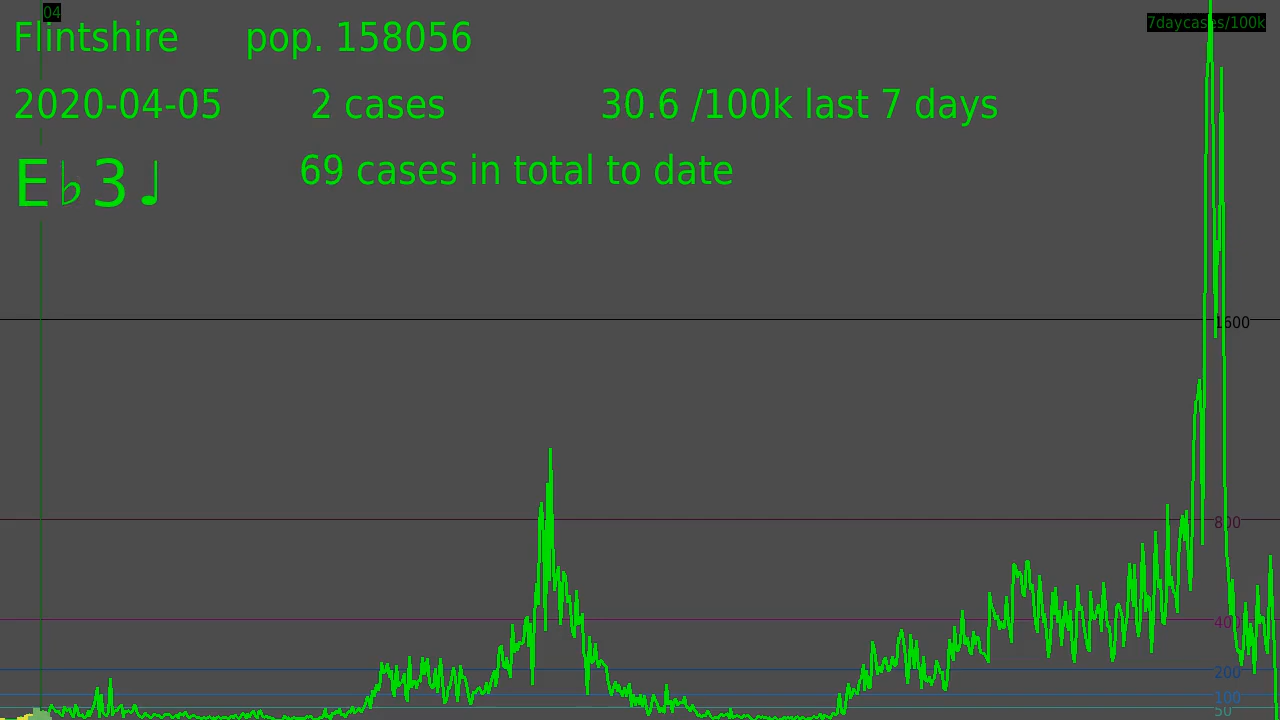 04
7daycases/100k
Flintshire pop. 158056
2020-04-05 2 cases 30.6 /100k last 7 days
E♭3♩ 69 cases in total to date
1600
800
400
200
100
50